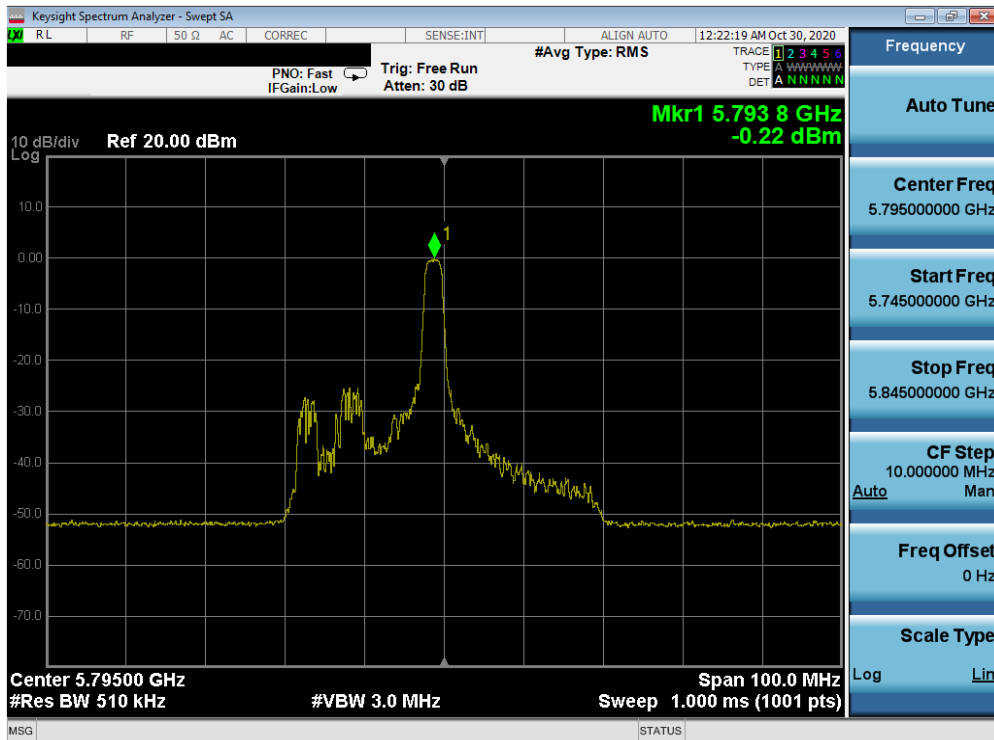 Keysight Spectrum Analyzer - Swept SA
LXI RL RF 50 Ω AC CORREC SENSE:INT ALIGN AUTO 12:22:19 AM Oct 30, 2020
#Avg Type: RMS
TRACE 1 2 3 4 5 6
TYPE A WWWWWW
DET A N N N N N
PNO: Fast
IFGain:Low
Trig: Free Run
Atten: 30 dB
Mkr1 5.793 8 GHz
-0.22 dBm
10 dB/div Ref 20.00 dBm
Log
10.0
1
0.00
-10.0
-20.0
-30.0
-40.0
-50.0
-60.0
-70.0
Center 5.79500 GHz Span 100.0 MHz
#Res BW 510 kHz #VBW 3.0 MHz Sweep 1.000 ms (1001 pts)
Frequency
Auto Tune
Center Freq
5.795000000 GHz
Start Freq
5.745000000 GHz
Stop Freq
5.845000000 GHz
CF Step
10.000000 MHz
Auto Man
Freq Offset
0 Hz
Scale Type
Log Lin
MSG STATUS